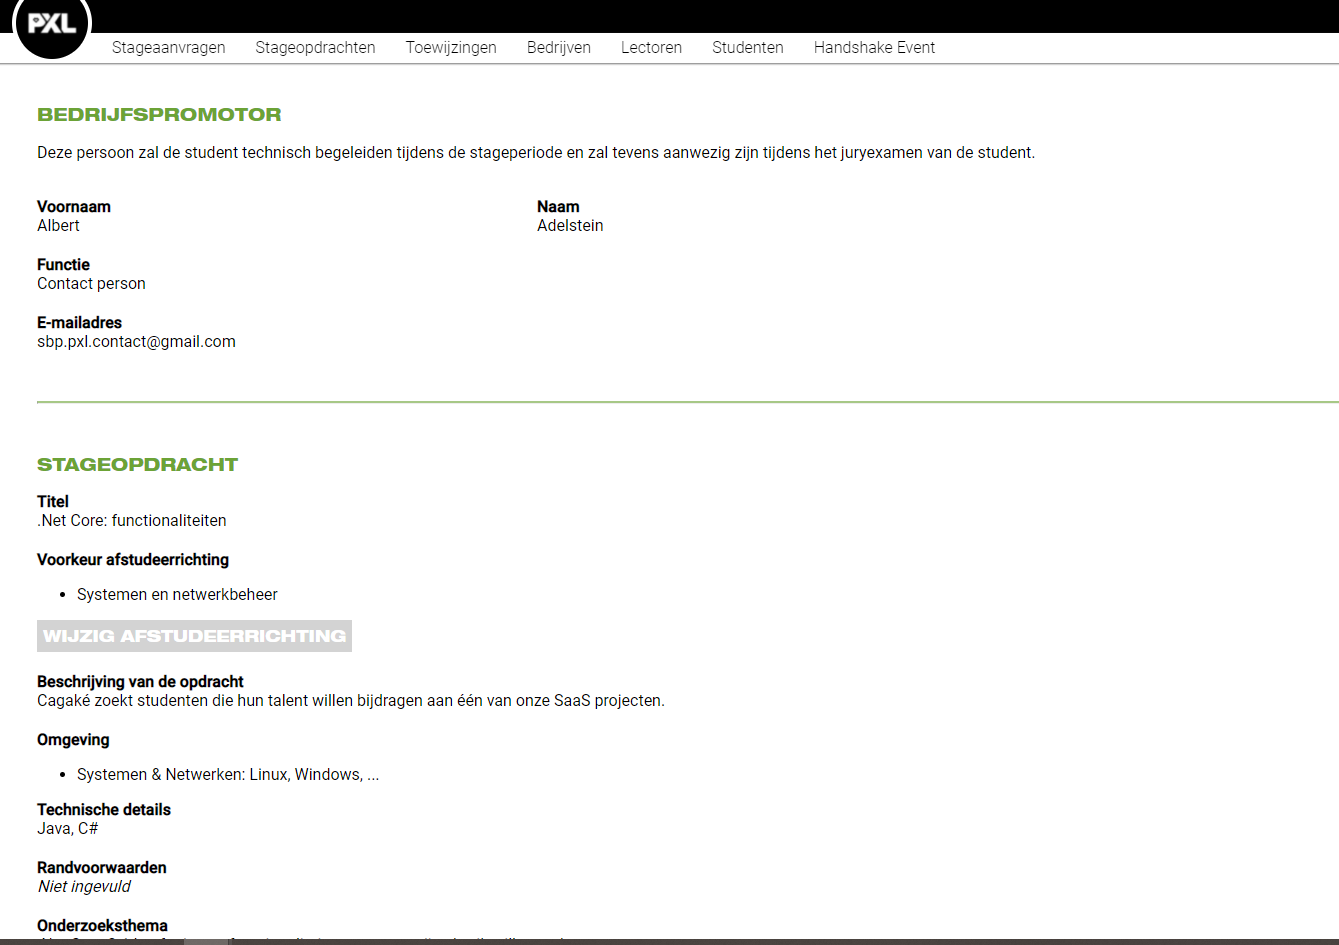 PXL
Stageaanvragen Stageopdrachten Toewijzingen Bedrijven Lectoren Studenten Handshake Event
BEDRIJFSPROMOTOR
Deze persoon zal de student technisch begeleiden tijdens de stageperiode en zal tevens aanwezig zijn tijdens het juryexamen van de student.
Voornaam Naam
Albert Adelstein
Functie
Contact person
E-mailadres
sbp.pxl.contact@gmail.com
STAGEOPDRACHT
Titel
.Net Core: functionaliteiten
Voorkeur afstudeerrichting
• Systemen en netwerkbeheer
WIJZIG AFSTUDEERRICHTING
Beschrijving van de opdracht
Cagaké zoekt studenten die hun talent willen bijdragen aan één van onze SaaS projecten.
Omgeving
• Systemen & Netwerken: Linux, Windows, ...
Technische details
Java, C#
Randvoorwaarden
Niet ingevuld
Onderzoeksthema